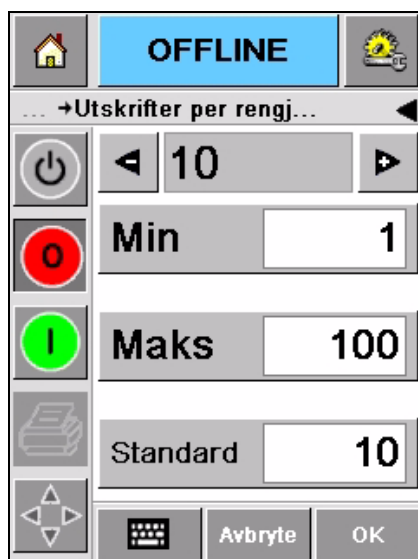 OFFLINE
... →Utskrifter per rengj...
10
Min 1
O
Maks 100
I
Standard 10
Avbryte OK